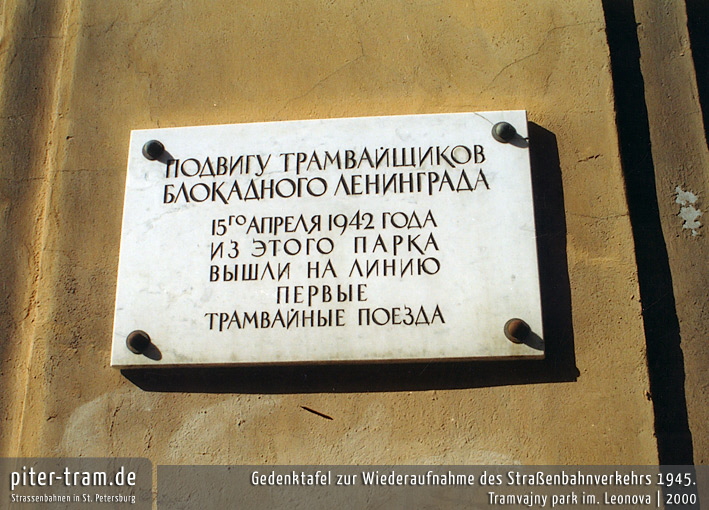 ПОДВИГУ ТРАМВАЙЩИКОВ
БЛОКАДНОГО ЛЕНИНГРАДА
15ГО АПРЕЛЯ 1942 ГОДА
ИЗ ЭТОГО ПАРКА
ВЫШЛИ НА ЛИНИЮ
ПЕРВЫЕ
ТРАМВАЙНЫЕ ПОЕЗДА
piter-tram.de
Strassenbahnen in St. Petersburg
Gedenktafel zur Wiederaufnahme des Straßenbahnverkehrs 1945.
Tramvajny park im. Leonova | 2000